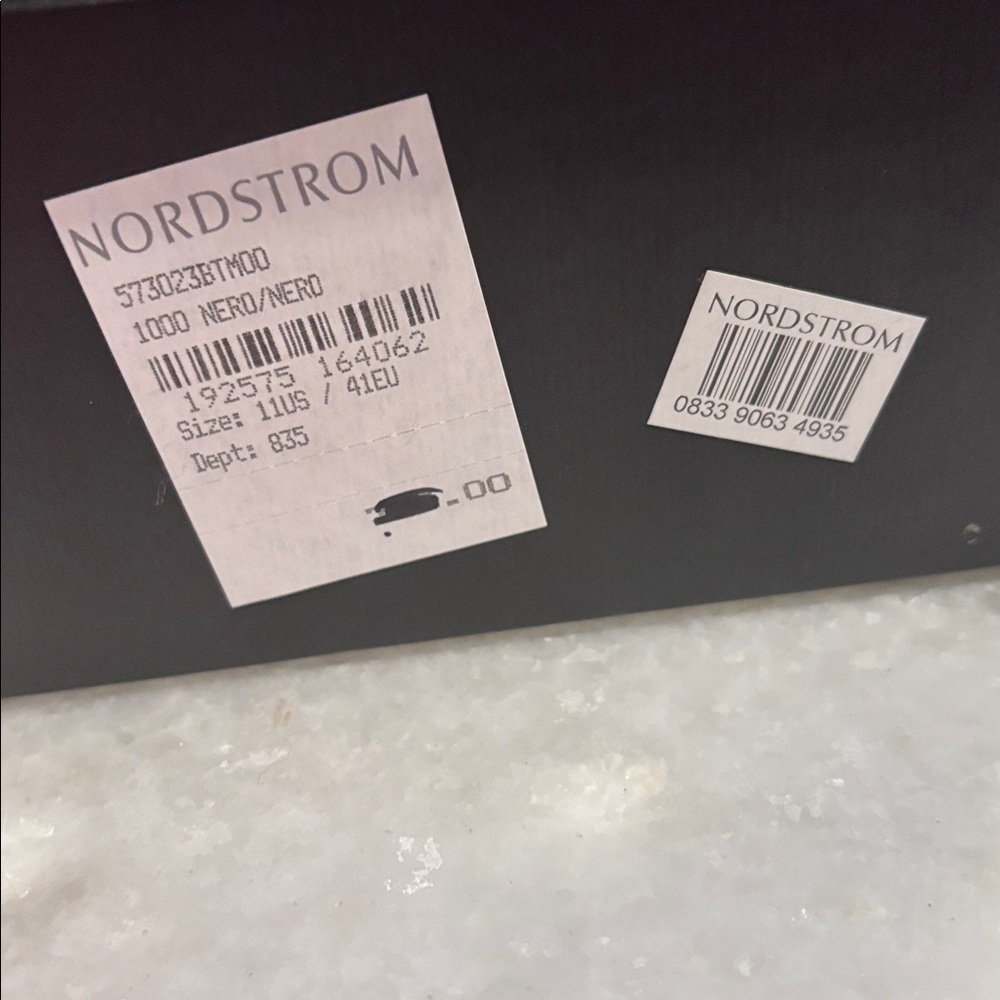 NORDSTROM
573023BTM00
1000 NERO/NERO
192575 164062
Size: 11US / 41EU
Dept: 835
.00
NORDSTROM
0833 9063 4935